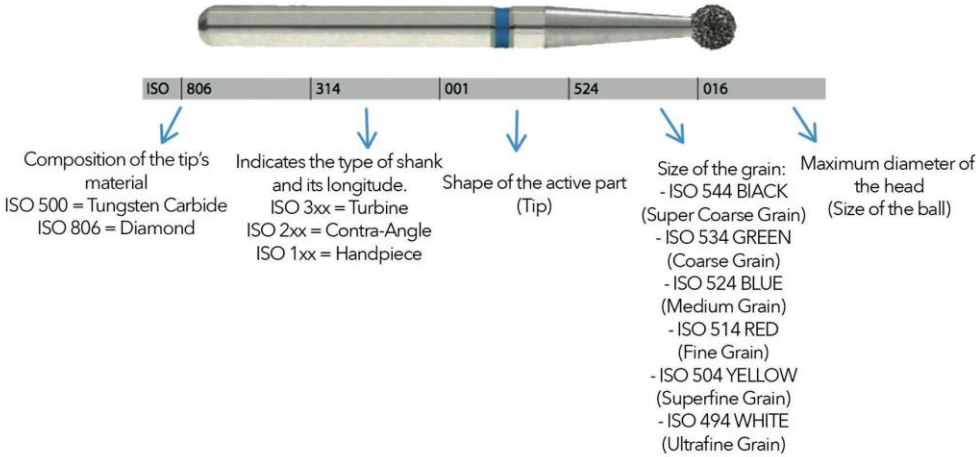 ISO 806 314 001 524 016
Composition of the tip's
material
ISO 500 = Tungsten Carbide
ISO 806 = Diamond
Indicates the type of shank
and its longitude.
ISO 3xx = Turbine
ISO 2xx = Contra-Angle
ISO 1xx = Handpiece
Shape of the active part
(Tip)
Size of the grain:
- ISO 544 BlACK
(Super Coarse Grain)
- ISO 534 GREEN
(Coarse Grain)
- ISO 524 BLUE
(Medium Grain)
- ISO 514 RED
(Fine Grain)
- ISO 504 YELLOW
(Superfine Grain)
- ISO 494 WHITE
(Ultrafine Grain)
Maximum diameter of
the head
(Size of the ball)